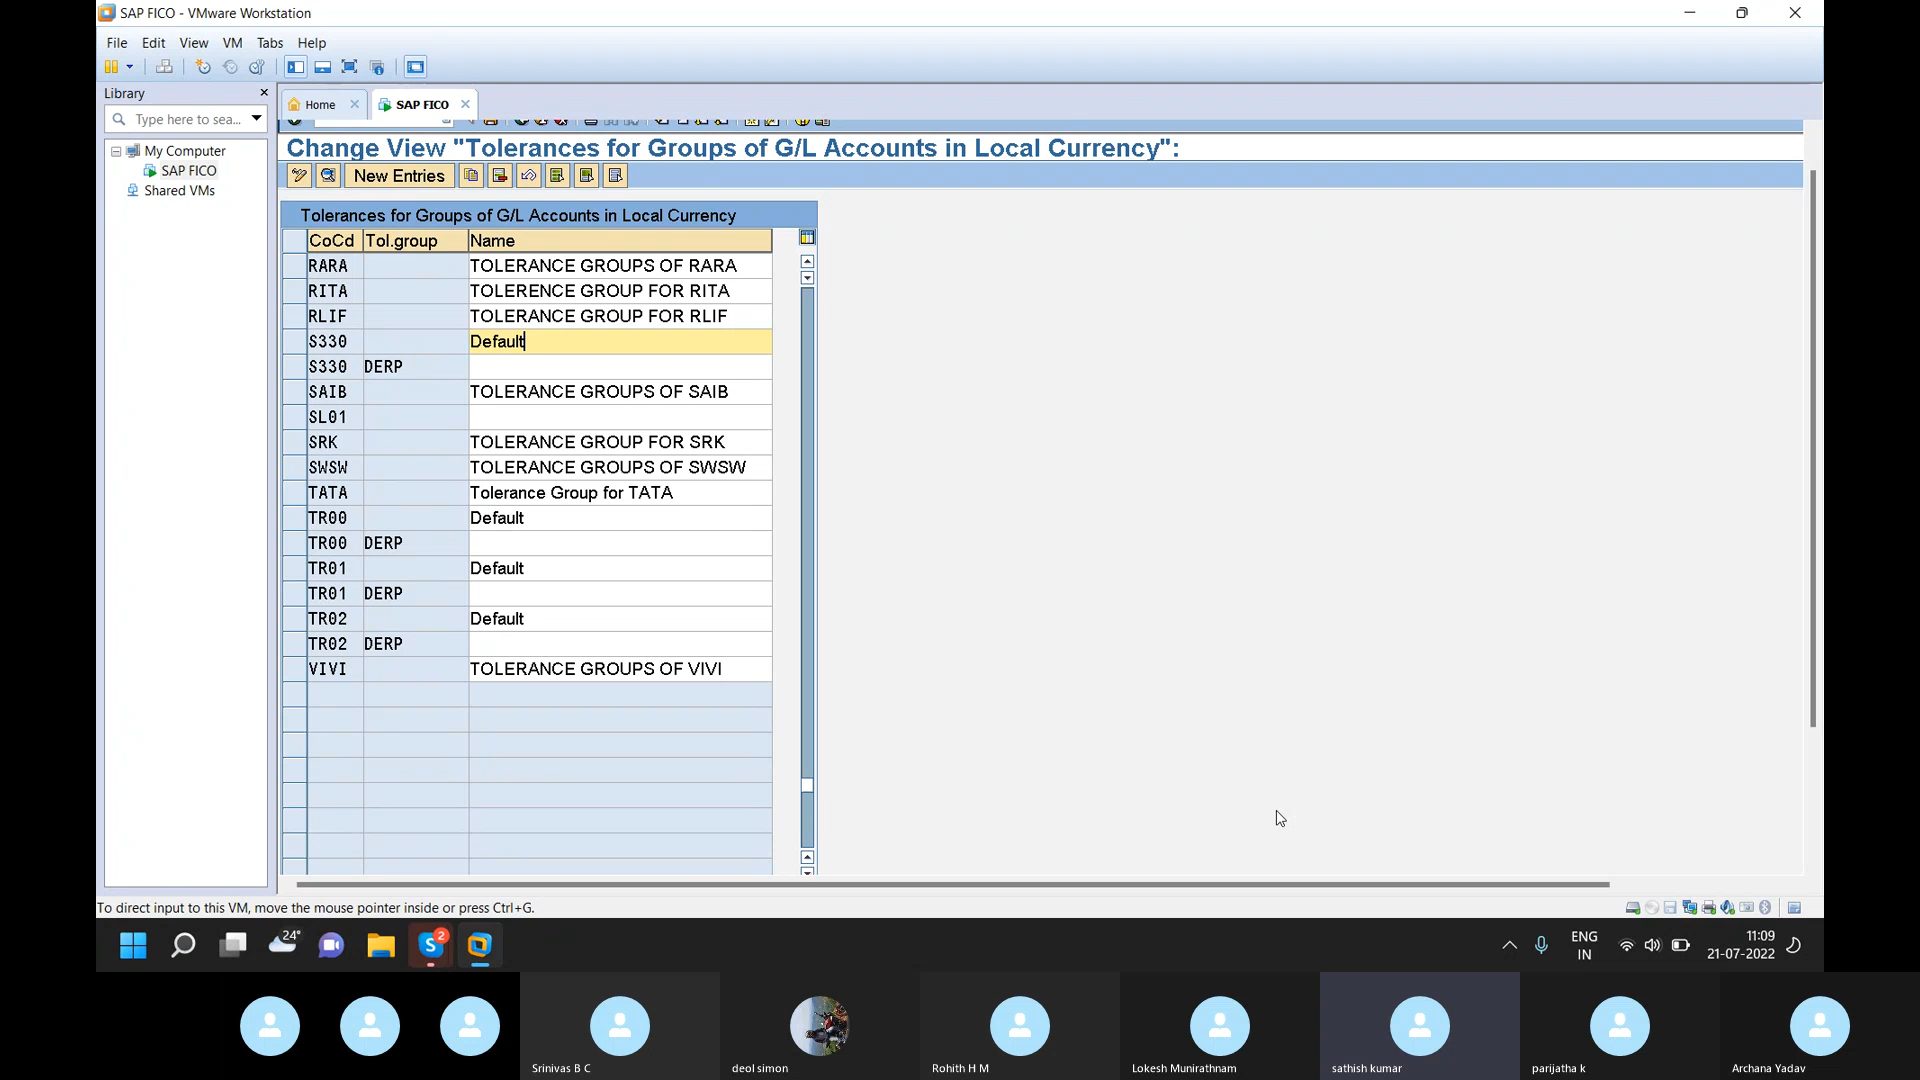 SAP FICO - VMware Workstation
File Edit View VM Tabs Help
Library
Type here to sea...
My Computer
SAP FICO
Shared VMs
Home
SAP FICO
Change View "Tolerances for Groups of G/L Accounts in Local Currency":
New Entries
Tolerances for Groups of G/L Accounts in Local Currency
CoCd Tol.group Name
RARA TOLERANCE GROUPS OF RARA
RITA TOLERENCE GROUP FOR RITA
RLIF TOLERANCE GROUP FOR RLIF
S330 Default
S330 DERP
SAIB TOLERANCE GROUPS OF SAIB
SL01
SRK TOLERANCE GROUP FOR SRK
SWSW TOLERANCE GROUPS OF SWSW
TATA Tolerance Group for TATA
TR00 Default
TR00 DERP
TR01 Default
TR01 DERP
TR02 Default
TR02 DERP
VIVI TOLERANCE GROUPS OF VIVI
To direct input to this VM, move the mouse pointer inside or press Ctrl+G.
24°
S 2
ENG
IN
11:09
21-07-2022
Srinivas B C
deol simon
Rohith H M
Lokesh Munirathnam
sathish kumar
parijatha k
Archana Yadav